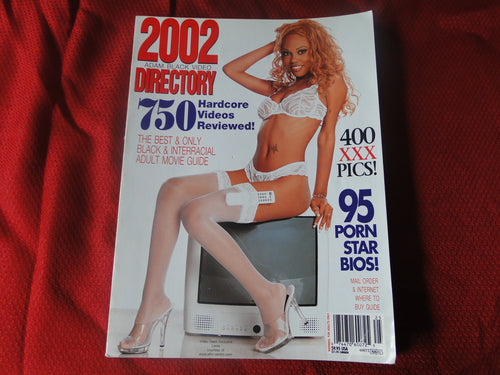 2002
ADAM BLACK VIDEO
DIRECTORY
750 Hardcore
Videos
Reviewed!
THE BEST & ONLY
BLACK & INTERRACIAL
ADULT MOVIE GUIDE
400
XXX
PICS!
95
PORN
STAR
BIOS!
MAIL ORDER
& INTERNET
WHERE TO
BUY GUIDE